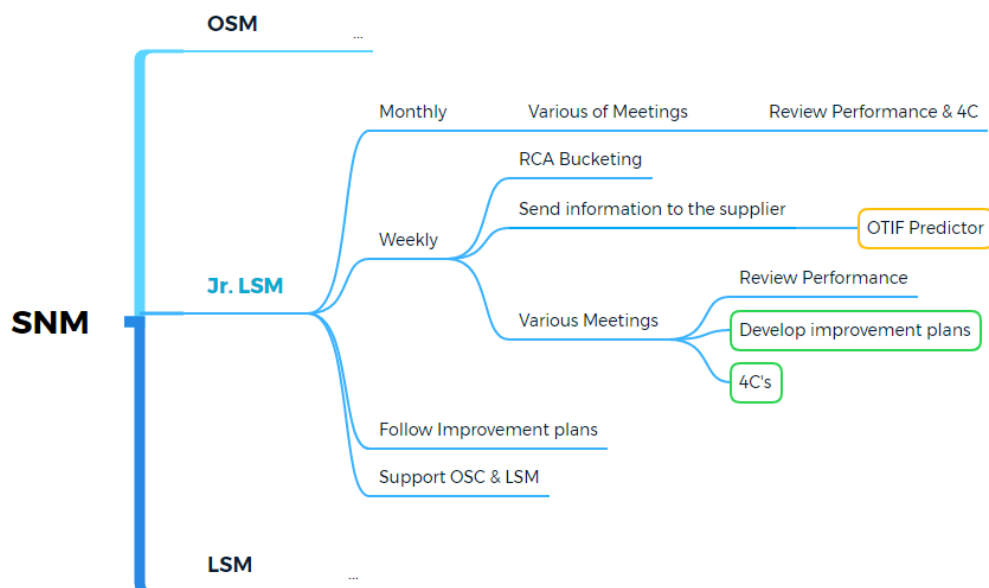 OSM
...
Monthly
Various of Meetings
Review Performance & 4C
RCA Bucketing
Send information to the supplier
OTIF Predictor
Weekly
Jr. LSM
Review Performance
SNM
Various Meetings
Develop improvement plans
4C's
Follow Improvement plans
Support OSC & LSM
LSM
...